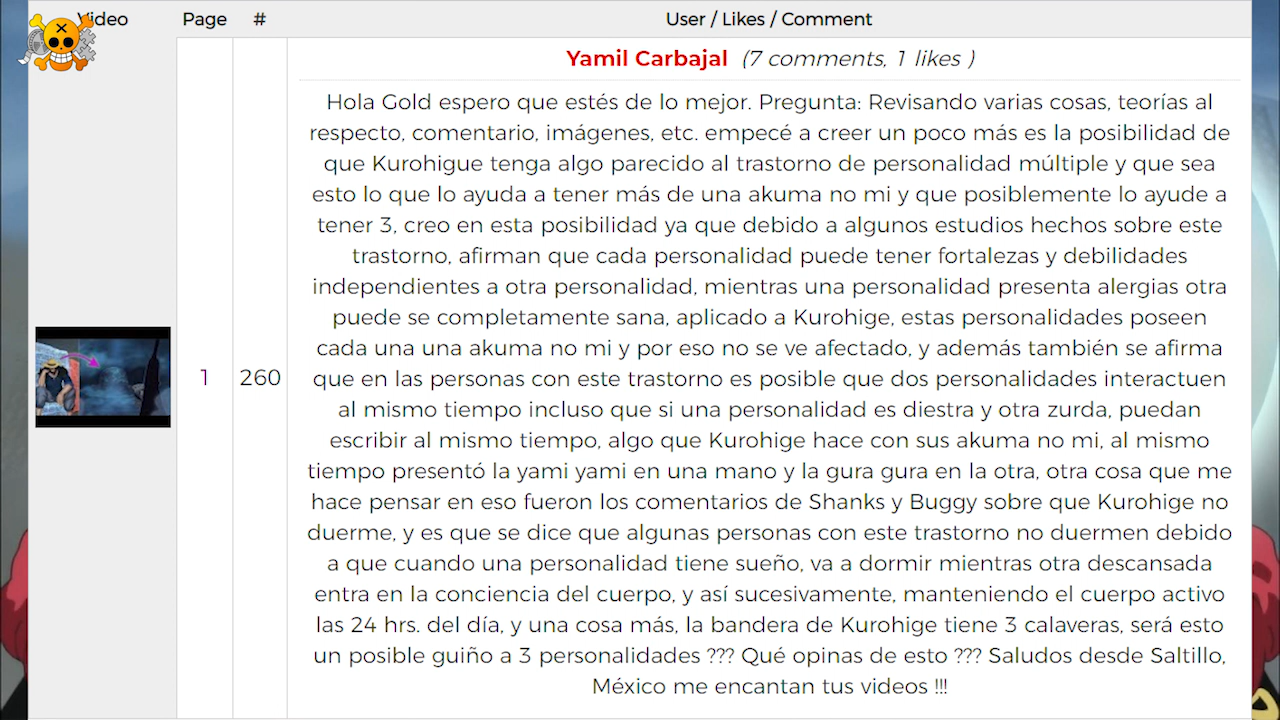 Video Page # User / Likes / Comment
Yamil Carbajal (7 comments, 1 likes )
Hola Gold espero que estés de lo mejor. Pregunta: Revisando varias cosas, teorías al
respecto, comentario, imágenes, etc. empecé a creer un poco más es la posibilidad de
que Kurohigue tenga algo parecido al trastorno de personalidad múltiple y que sea
esto lo que lo ayuda a tener más de una akuma no mi y que posiblemente lo ayude a
tener 3, creo en esta posibilidad ya que debido a algunos estudios hechos sobre este
trastorno, afirman que cada personalidad puede tener fortalezas y debilidades
independientes a otra personalidad, mientras una personalidad presenta alergias otra
puede se completamente sana, aplicado a Kurohige, estas personalidades poseen
cada una una akuma no mi y por eso no se ve afectado, y además también se afirma
que en las personas con este trastorno es posible que dos personalidades interactuen
al mismo tiempo incluso que si una personalidad es diestra y otra zurda, puedan
escribir al mismo tiempo, algo que Kurohige hace con sus akuma no mi, al mismo
tiempo presentó la yami yami en una mano y la gura gura en la otra, otra cosa que me
hace pensar en eso fueron los comentarios de Shanks y Buggy sobre que Kurohige no
duerme, y es que se dice que algunas personas con este trastorno no duermen debido
a que cuando una personalidad tiene sueño, va a dormir mientras otra descansada
entra en la conciencia del cuerpo, y así sucesivamente, manteniendo el cuerpo activo
las 24 hrs. del día, y una cosa más, la bandera de Kurohige tiene 3 calaveras, será esto
un posible guiño a 3 personalidades ??? Qué opinas de esto ??? Saludos desde Saltillo,
México me encantan tus videos !!!
1 260